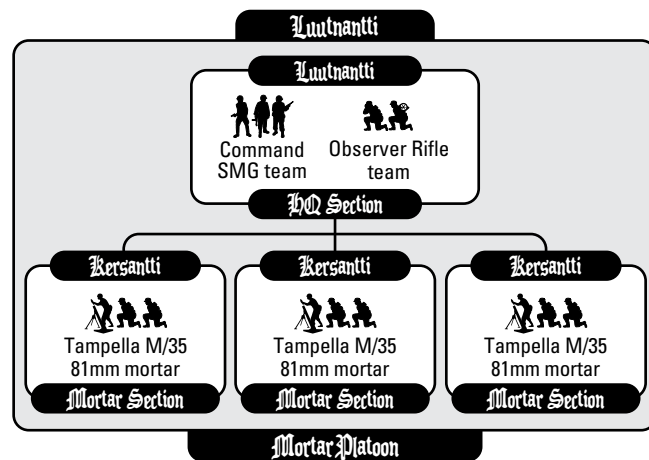 Luutnantti
Luutnantti
Command
SMG team
Observer Rifle
team
HQ Section
Kersantti
Tampella M/35
81mm mortar
Mortar Section
Kersantti
Tampella M/35
81mm mortar
Mortar Section
Kersantti
Tampella M/35
81mm mortar
Mortar Section
Mortar Platoon